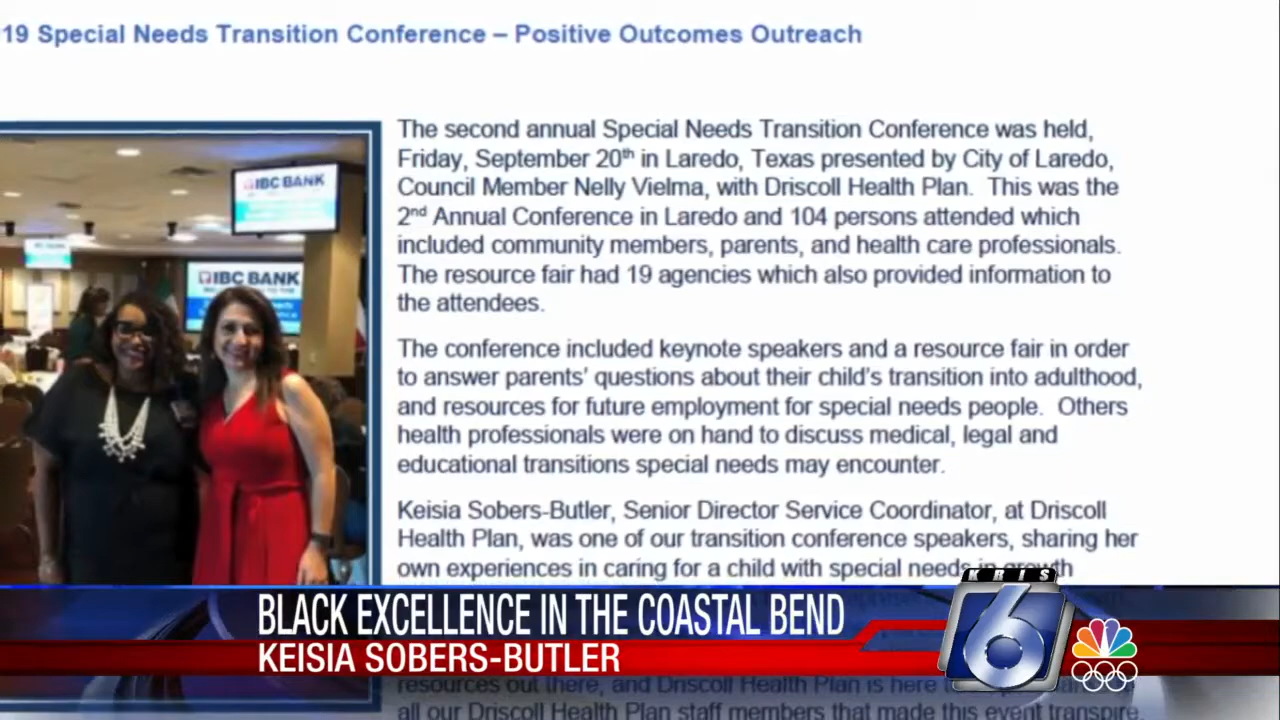 19 Special Needs Transition Conference – Positive Outcomes Outreach
The second annual Special Needs Transition Conference was held,
Friday, September 20th in Laredo, Texas presented by City of Laredo,
Council Member Nelly Vielma, with Driscoll Health Plan. This was the
2nd Annual Conference in Laredo and 104 persons attended which
included community members, parents, and health care professionals.
The resource fair had 19 agencies which also provided information to
the attendees.
The conference included keynote speakers and a resource fair in order
to answer parents' questions about their child's transition into adulthood,
and resources for future employment for special needs people. Others
health professionals were on hand to discuss medical, legal and
educational transitions special needs may encounter.
Keisia Sobers-Butler, Senior Director Service Coordinator, at Driscoll
Health Plan, was one of our transition conference speakers, sharing her
own experiences in caring for a child with special needs in growth
resources out there, and Driscoll Health Plan is here
all our Driscoll Health Plan staff members that made this event transpire.
IBC BANK
IBC BANK
BLACK EXCELLENCE IN THE COASTAL BEND
KEISIA SOBERS-BUTLER
KRIS
6